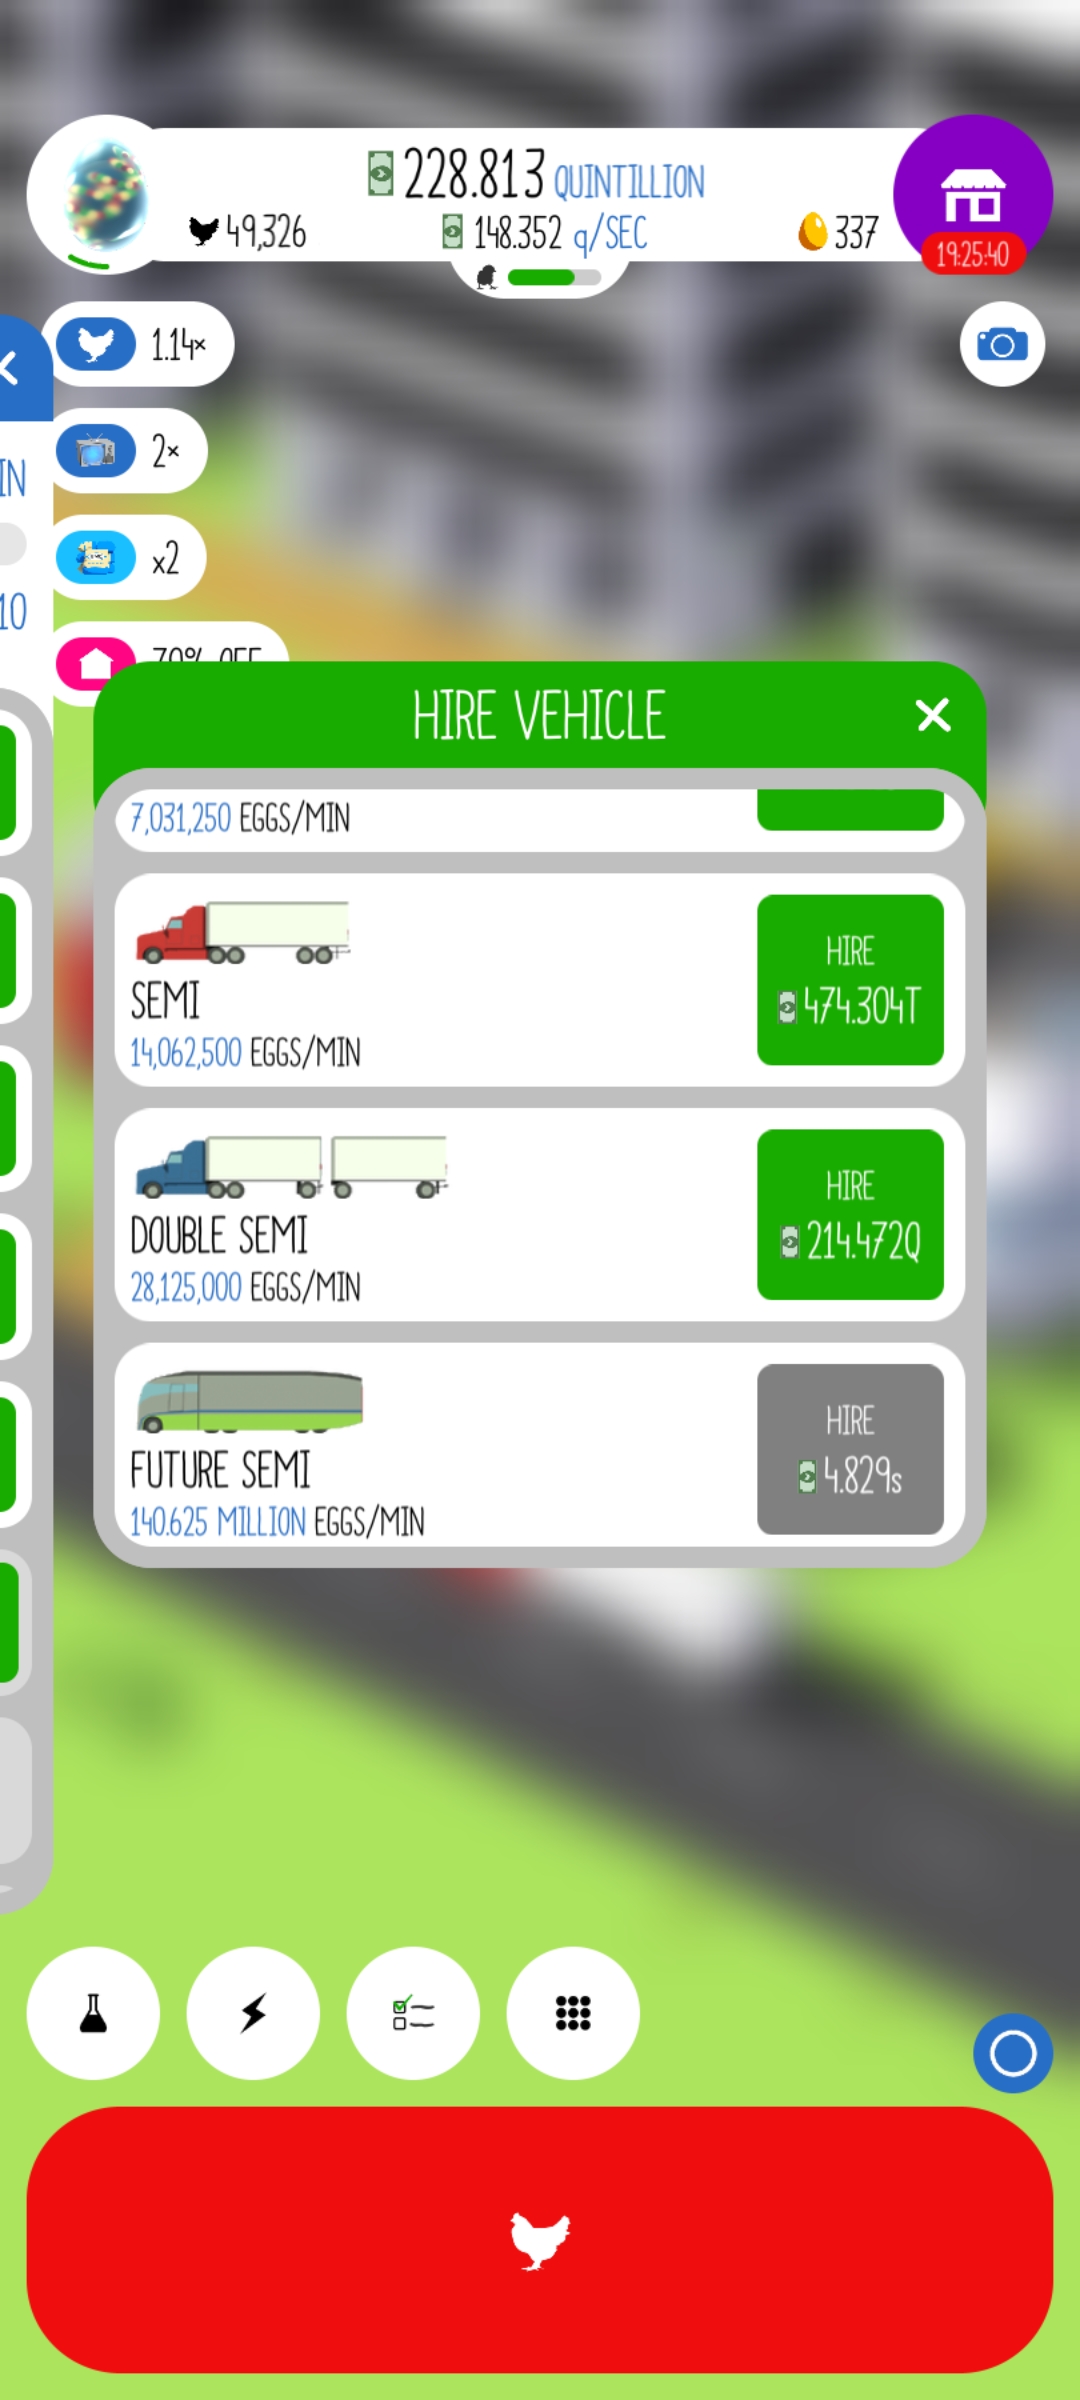 228.813 QUINTILLION
49,326
148.352 q/SEC
337
19:25:40
1.14×
2×
IN
x2
10
70% OFF
HIRE VEHICLE
7,031,250 EGGS/MIN
HIRE
474.304T
SEMI
14,062,500 EGGS/MIN
HIRE
214.472Q
DOUBLE SEMI
28,125,000 EGGS/MIN
HIRE
4.829s
FUTURE SEMI
140.625 MILLION EGGS/MIN